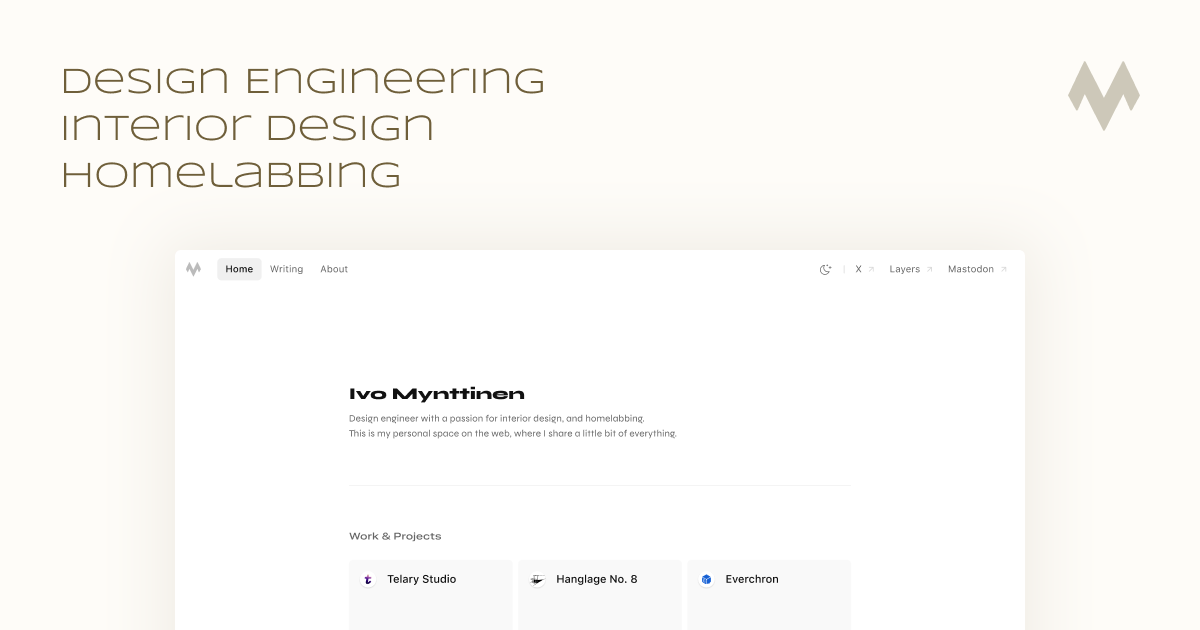 Design Engineering
Interior Design
Homelabbing
Home Writing About X Layers Mastodon
Ivo Mynttinen
Design engineer with a passion for interior design, and homelabbing.
This is my personal space on the web, where I share a little bit of everything.
Work & Projects
Telary Studio Hanglage No. 8 Everchron